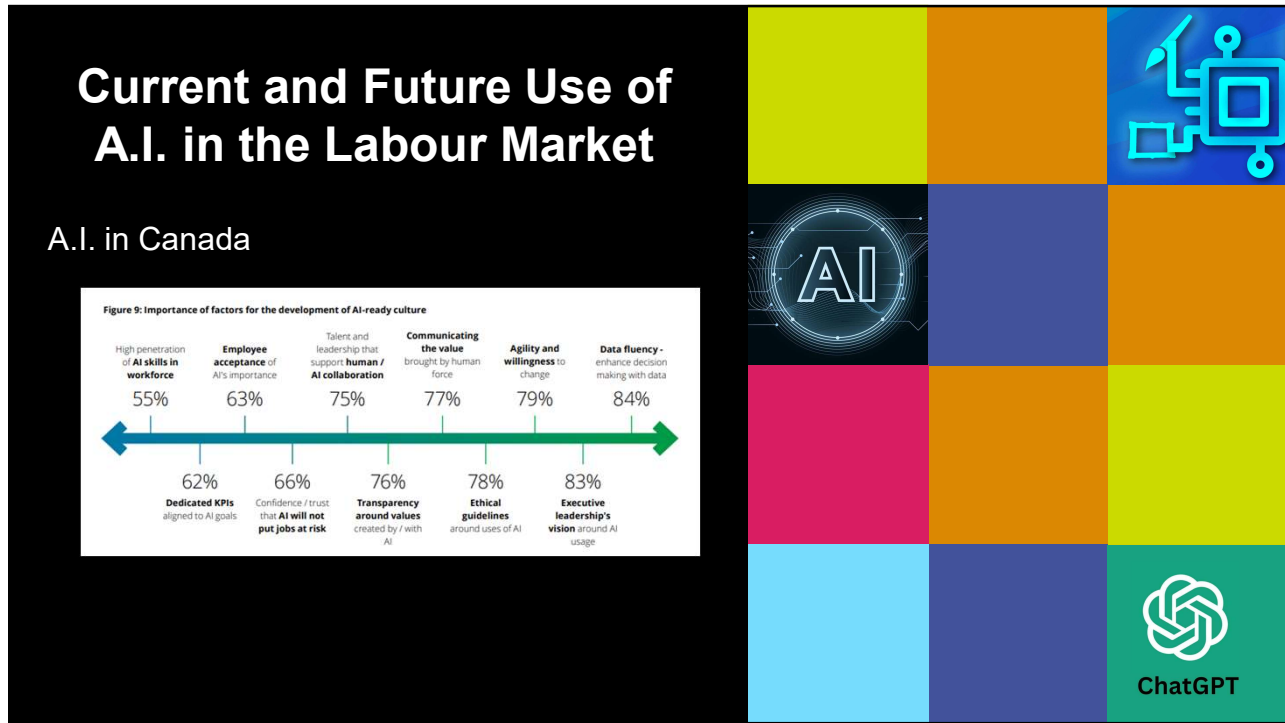 Current and Future Use of
A.I. in the Labour Market
A.I. in Canada
Figure 9: Importance of factors for the development of AI-ready culture
High penetration
of AI skills in
workforce
55%
Employee
acceptance of
AI's importance
63%
Talent and
leadership that
support human /
AI collaboration
75%
Communicating
the value
brought by human
force
77%
Agility and
willingness to
change
79%
Data fluency -
enhance decision
making with data
84%
62%
Dedicated KPIs
aligned to AI goals
66%
Confidence / trust
that AI will not
put jobs at risk
76%
Transparency
around values
created by / with
AI
78%
Ethical
guidelines
around uses of AI
83%
Executive
leadership's
vision around AI
usage
AI
ChatGPT